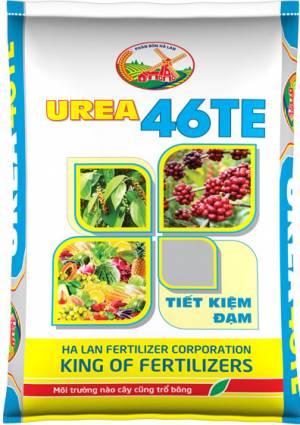 PHÂN BÓN HÀ LAN
UREA 46TE
TIẾT KIỆM
ĐẠM
HA LAN FERTILIZER CORPORATION
KING OF FERTILIZERS
Môi trường nào cây cũng trổ bông